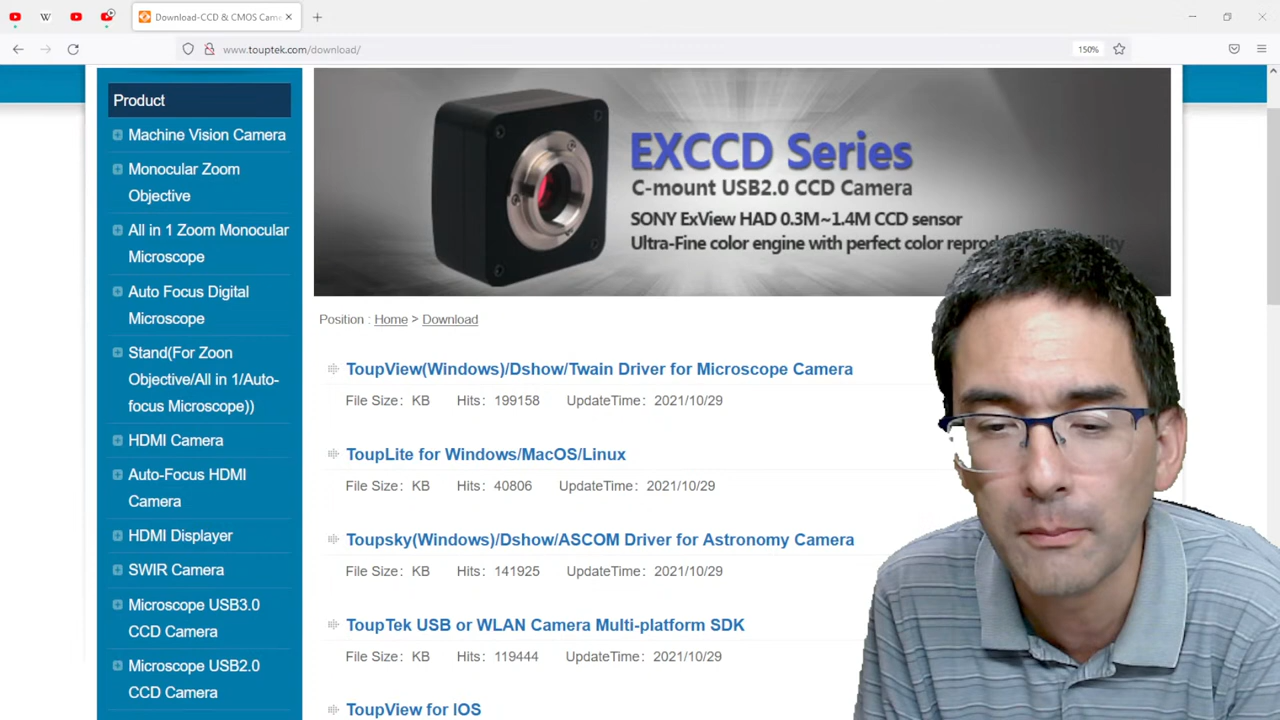 Download-CCD & CMOS Came
www.touptek.com/download/
150%
Product
Machine Vision Camera
Monocular Zoom
Objective
All in 1 Zoom Monocular
Microscope
Auto Focus Digital
Microscope
Stand(For Zoon
Objective/All in 1/Auto-
focus Microscope))
HDMI Camera
Auto-Focus HDMI
Camera
HDMI Displayer
SWIR Camera
Microscope USB3.0
CCD Camera
Microscope USB2.0
CCD Camera
EXCCD Series
C-mount USB2.0 CCD Camera
SONY ExView HAD 0.3M~1.4M CCD sensor
Ultra-Fine color engine with perfect color
Position : Home > Download
ToupView(Windows)/Dshow/Twain Driver for Microscope Camera
File Size: KB Hits: 199158 UpdateTime: 2021/10/29
ToupLite for Windows/MacOS/Linux
File Size: KB Hits: 40806 UpdateTime: 2021/10/29
Toupsky(Windows)/Dshow/ASCOM Driver for Astronomy Camera
File Size: KB Hits: 141925 UpdateTime: 2021/10/29
ToupTek USB or WLAN Camera Multi-platform SDK
File Size: KB Hits: 119444 UpdateTime: 2021/10/29
ToupView for IOS